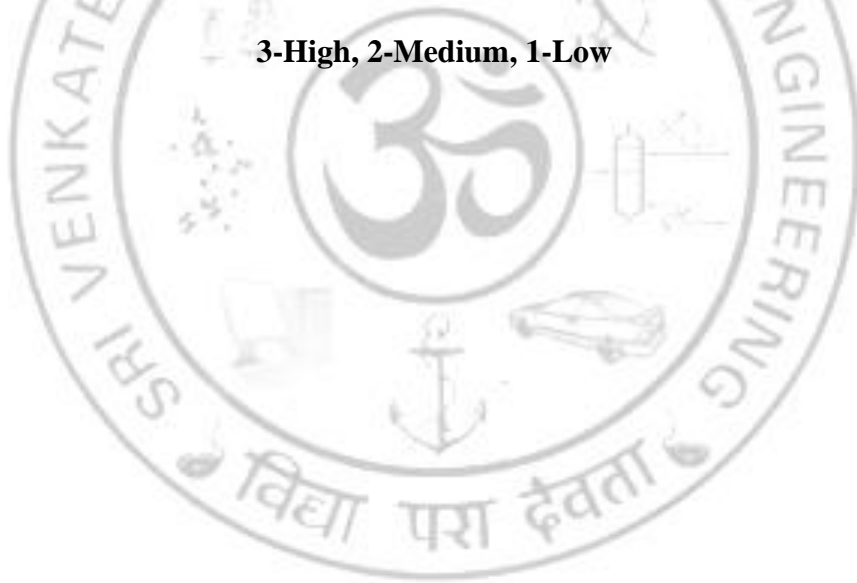 3-High, 2-Medium, 1-Low
SRI VENKATE
NGINEERING
विद्या परा देवता